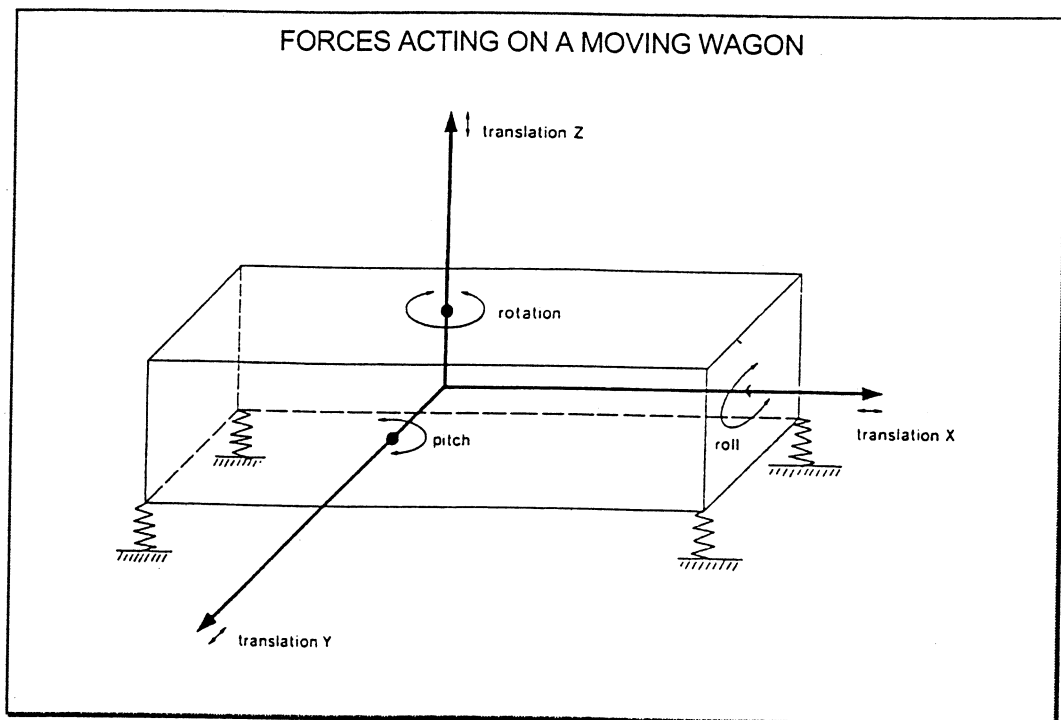 FORCES ACTING ON A MOVING WAGON
translation Z
rotation
pitch
roll
translation X
translation Y